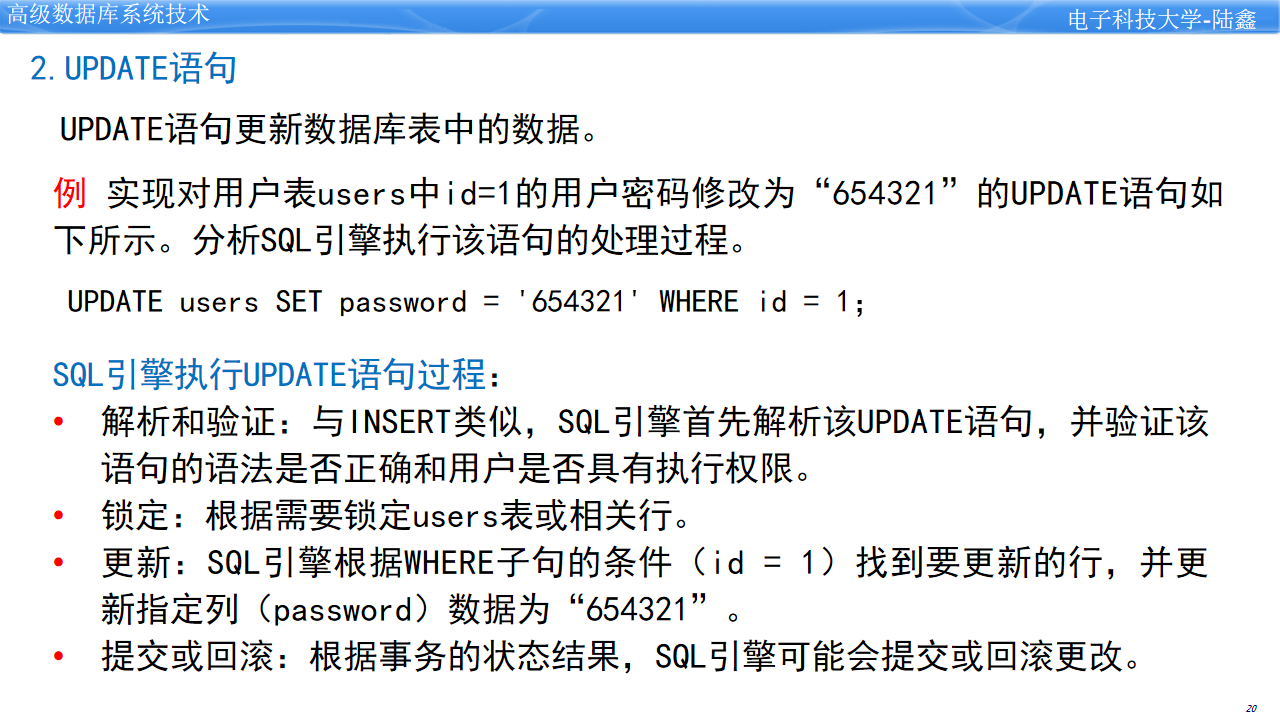 高级数据库系统技术
电子科技大学-陆鑫
2.UPDATE语句
UPDATE语句更新数据库表中的数据。
例 实现对用户表users中id=1的用户密码修改为“654321”的UPDATE语句如
下所示。分析SQL引擎执行该语句的处理过程。
UPDATE users SET password = '654321' WHERE id = 1;
SQL引擎执行UPDATE语句过程：
• 解析和验证：与INSERT类似，SQL引擎首先解析该UPDATE语句，并验证该
语句的语法是否正确和用户是否具有执行权限。
• 锁定：根据需要锁定users表或相关行。
• 更新：SQL引擎根据WHERE子句的条件（id = 1）找到要更新的行，并更
新指定列（password）数据为“654321”。
• 提交或回滚：根据事务的状态结果，SQL引擎可能会提交或回滚更改。
20